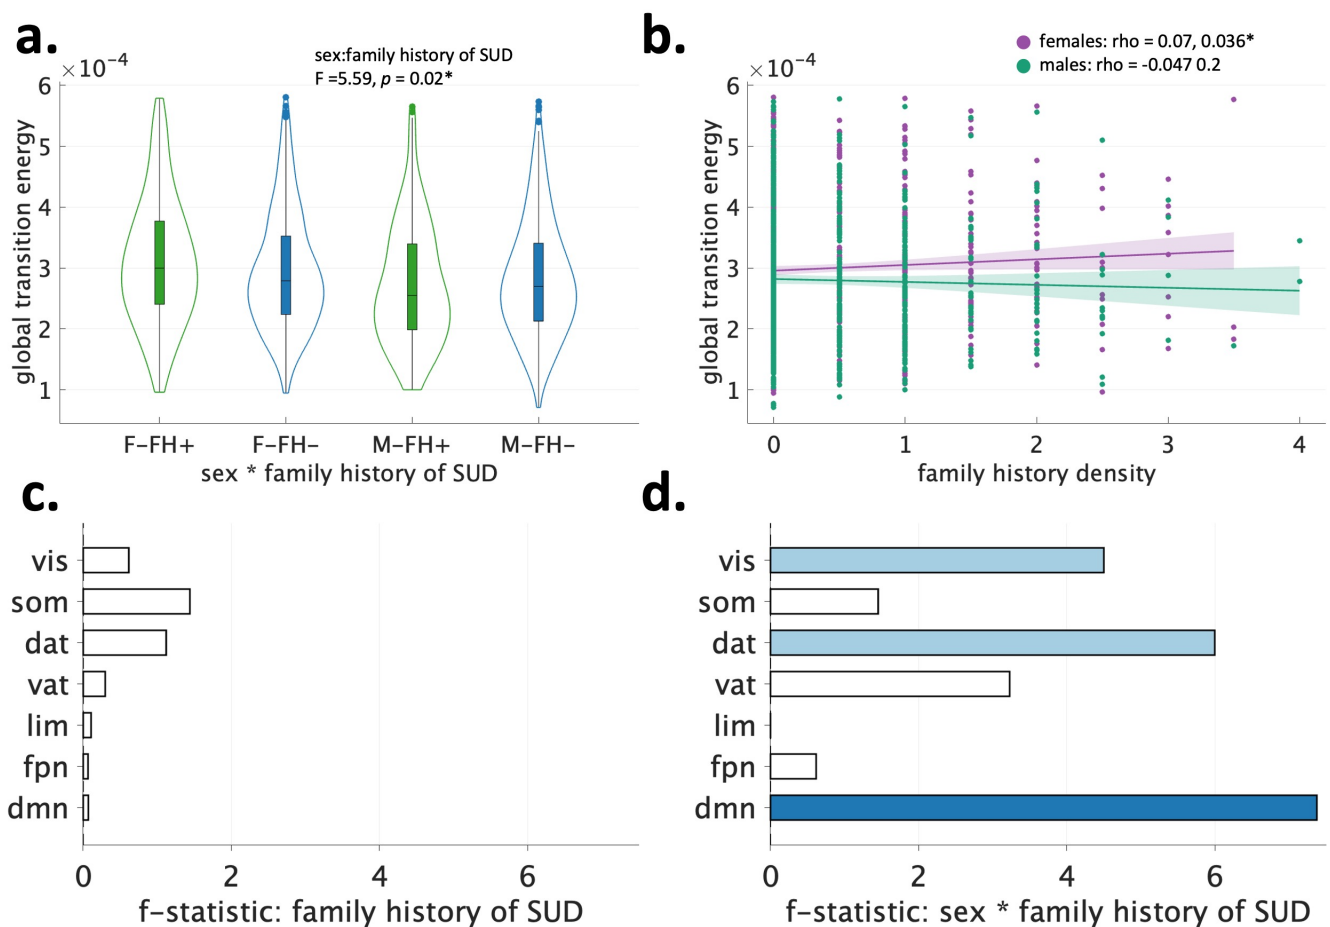 a.
sex:family history of SUD
F =5.59, p = 0.02*
×10⁻⁴
6
5
4
3
2
1
global transition energy
F-FH+ F-FH- M-FH+ M-FH-
sex * family history of SUD
b.
females: rho = 0.07, 0.036*
males: rho = -0.047 0.2
×10⁻⁴
6
5
4
3
2
1
global transition energy
0 1 2 3 4
family history density
c.
vis
som
dat
vat
lim
fpn
dmn
0 2 4 6
f-statistic: family history of SUD
d.
vis
som
dat
vat
lim
fpn
dmn
0 2 4 6
f-statistic: sex * family history of SUD